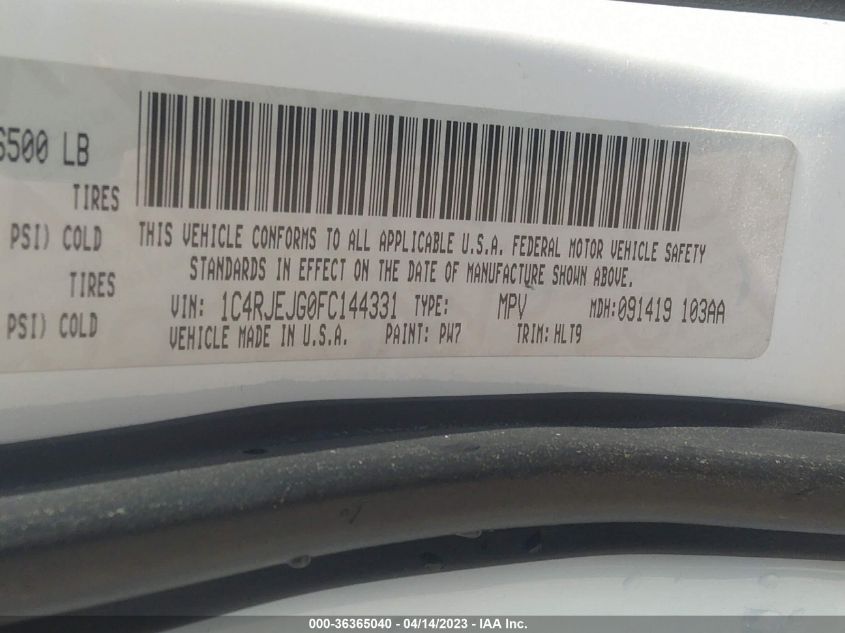 6500 LB
TIRES
PSI) COLD
TIRES
PSI) COLD
THIS VEHICLE CONFORMS TO ALL APPLICABLE U.S.A. FEDERAL MOTOR VEHICLE SAFETY
STANDARDS IN EFFECT ON THE DATE OF MANUFACTURE SHOWN ABOVE.
VIN: 1C4RJEJG0FC144331 TYPE: MPV MDH:091419 103AA
VEHICLE MADE IN U.S.A. PAINT: PW7 TRIM: HLT9
000-36365040 / 04/14/2023 - IAA Inc.